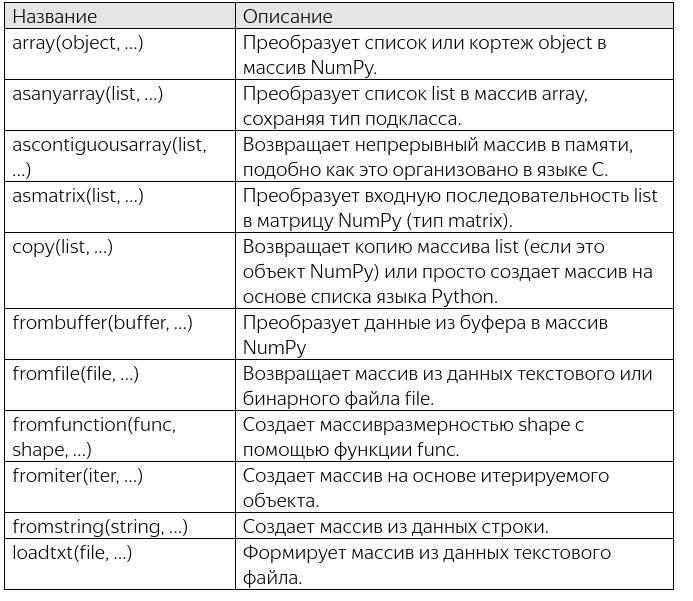 Название
Описание
array(object, ...)
Преобразует список или кортеж object в
массив NumPy.
asanyarray(list, ...)
Преобразует список list в массив array,
сохраняя тип подкласса.
ascontiguousarray(list,
...)
Возвращает непрерывный массив в памяти,
подобно как это организовано в языке C.
asmatrix(list, ...)
Преобразует входную последовательность list
в матрицу NumPy (тип matrix).
copy(list, ...)
Возвращает копию массива list (если это
объект NumPy) или просто создает массив на
основе списка языка Python.
frombuffer(buffer, ...)
Преобразует данные из буфера в массив
NumPy
fromfile(file, ...)
Возвращает массив из данных текстового или
бинарного файла file.
fromfunction(func,
shape, ...)
Создает массивразмерностью shape с
помощью функции func.
fromiter(iter, ...)
Создает массив на основе итерируемого
объекта.
fromstring(string, ...)
Создает массив из данных строки.
loadtxt(file, ...)
Формирует массив из данных текстового
файла.